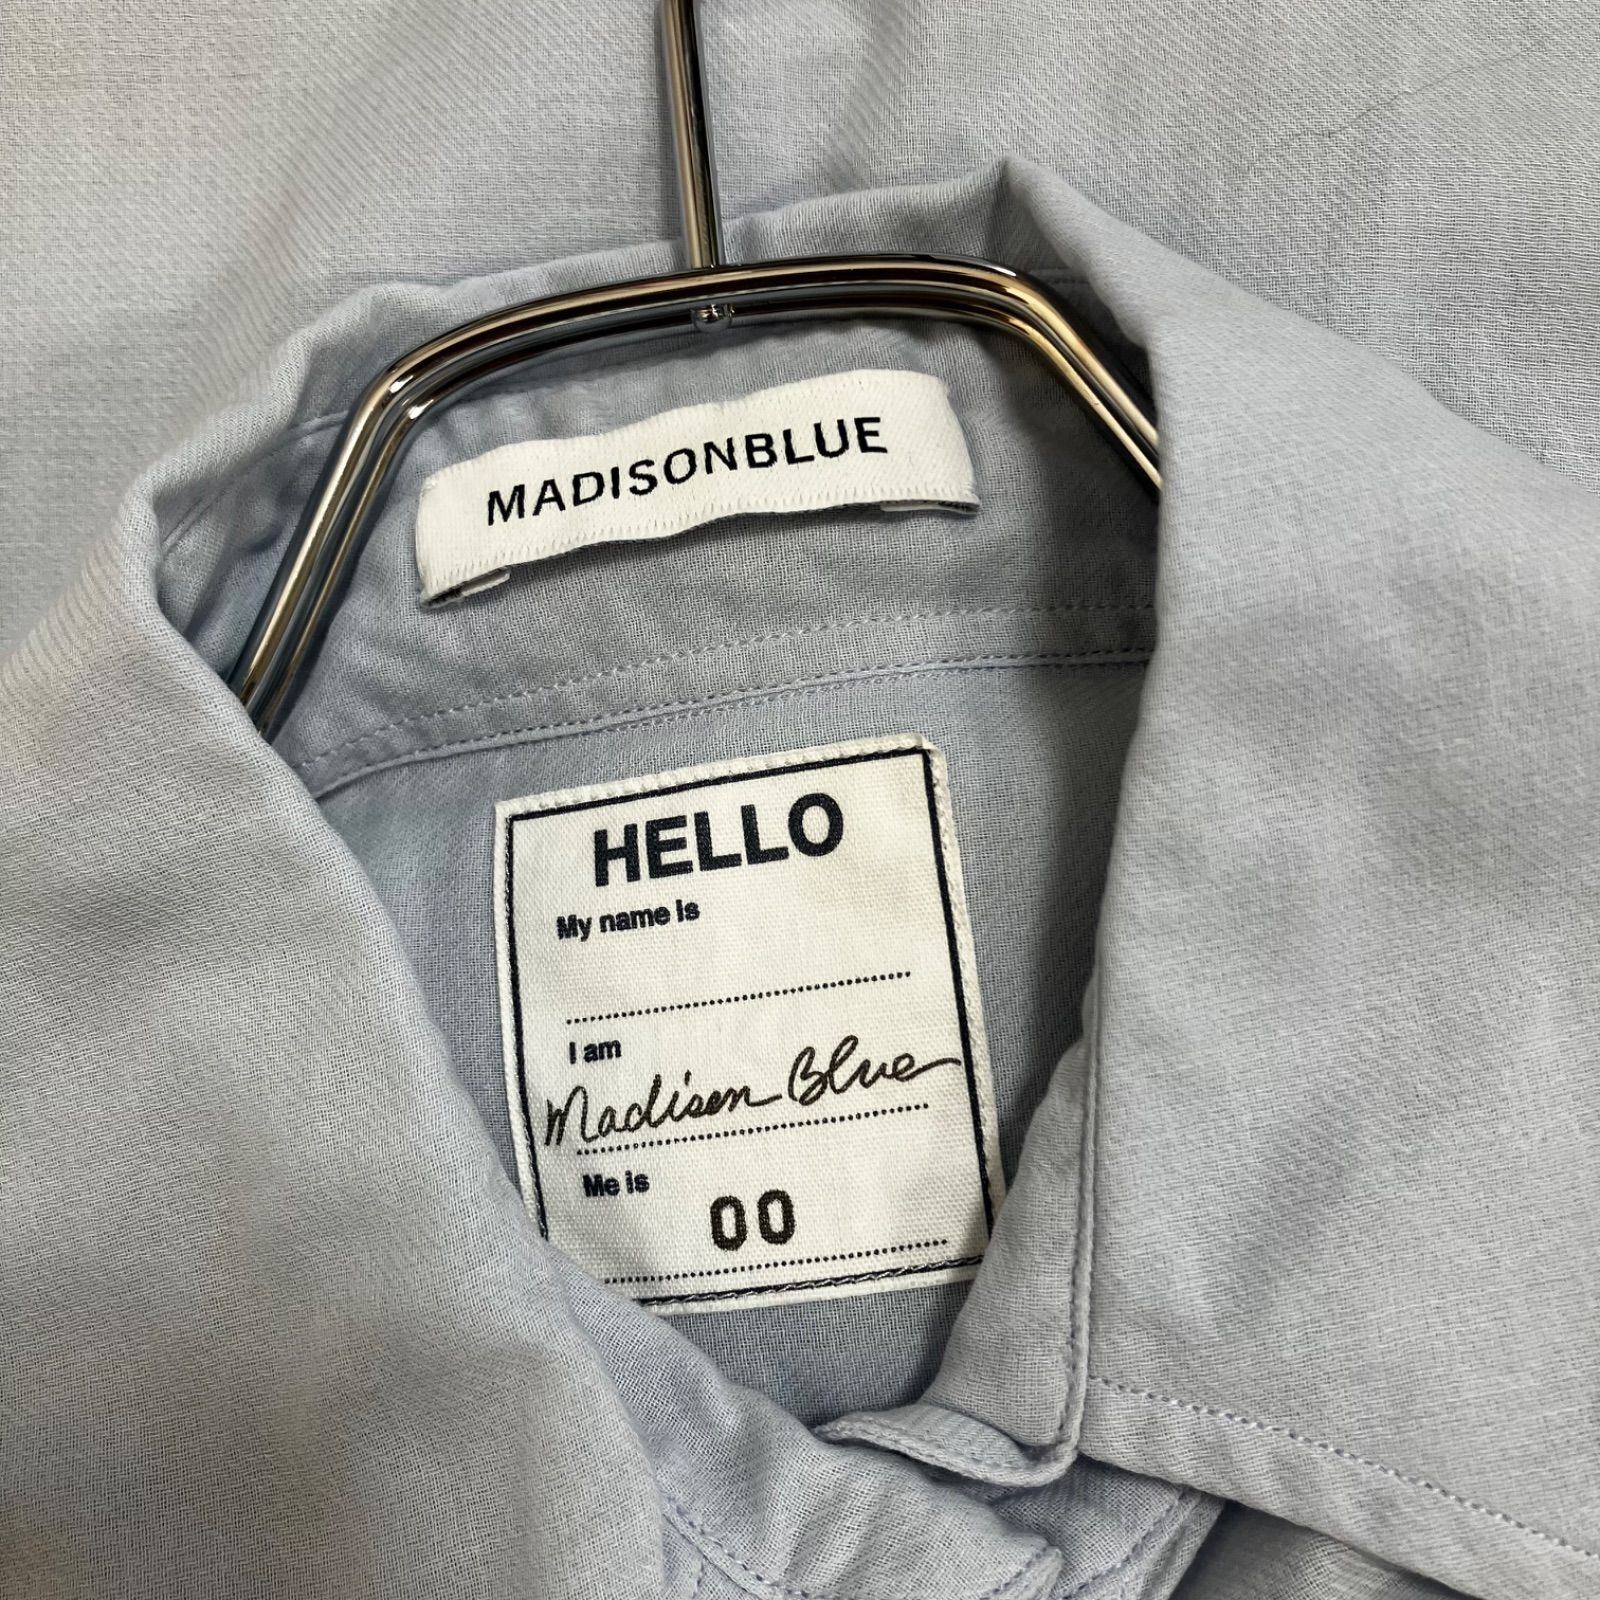 MADISONBLUE
HELLO
My name is
I am
Madison Blue
Me is
00